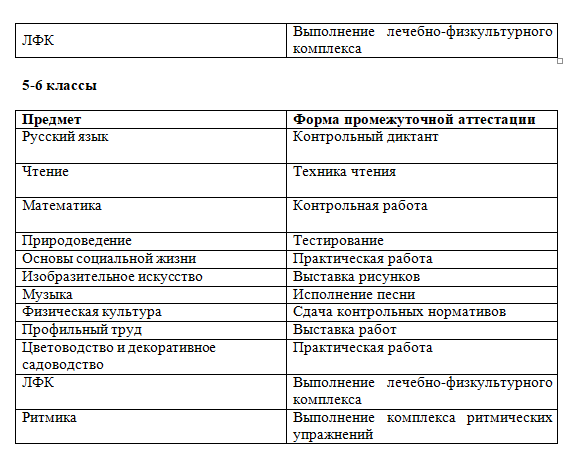 ЛФК Выполнение лечебно-физкультурного
комплекса
5-6 классы
Предмет Форма промежуточной аттестации
Русский язык Контрольный диктант
Чтение Техника чтения
Математика Контрольная работа
Природоведение Тестирование
Основы социальной жизни Практическая работа
Изобразительное искусство Выставка рисунков
Музыка Исполнение песни
Физическая культура Сдача контрольных нормативов
Профильный труд Выставка работ
Цветоводство и декоративное Практическая работа
садоводство
ЛФК Выполнение лечебно-физкультурного
комплекса
Ритмика Выполнение комплекса ритмических
упражнений